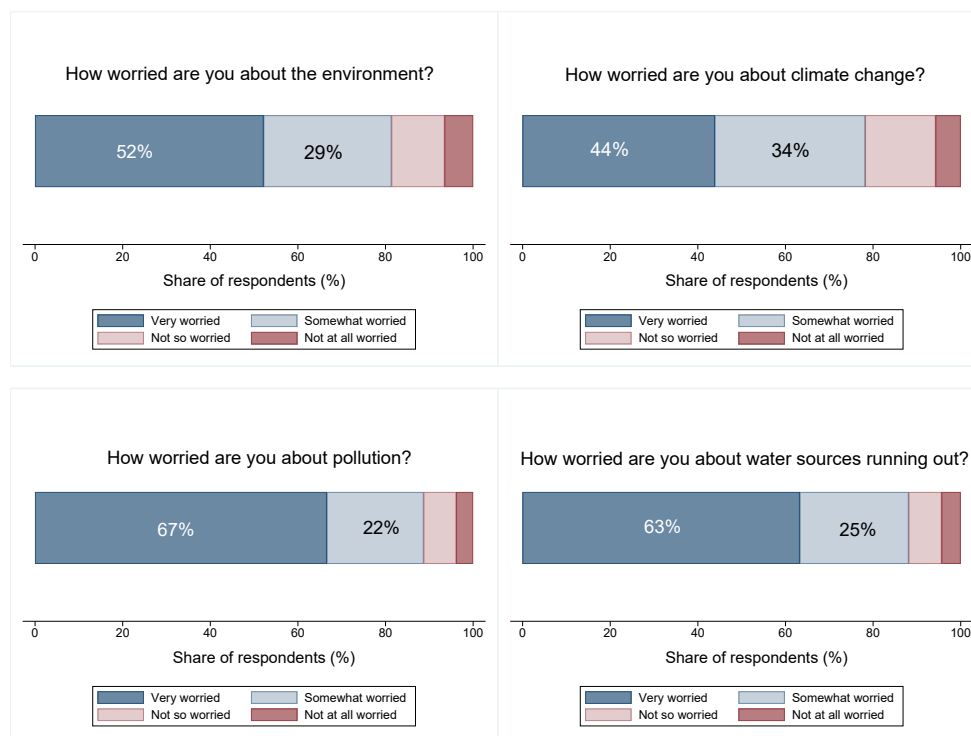 How worried are you about the environment?
52%
29%
0 20 40 60 80 100
Share of respondents (%)
Very worried Somewhat worried
Not so worried Not at all worried
How worried are you about climate change?
44%
34%
0 20 40 60 80 100
Share of respondents (%)
Very worried Somewhat worried
Not so worried Not at all worried
How worried are you about pollution?
67%
22%
0 20 40 60 80 100
Share of respondents (%)
Very worried Somewhat worried
Not so worried Not at all worried
How worried are you about water sources running out?
63%
25%
0 20 40 60 80 100
Share of respondents (%)
Very worried Somewhat worried
Not so worried Not at all worried